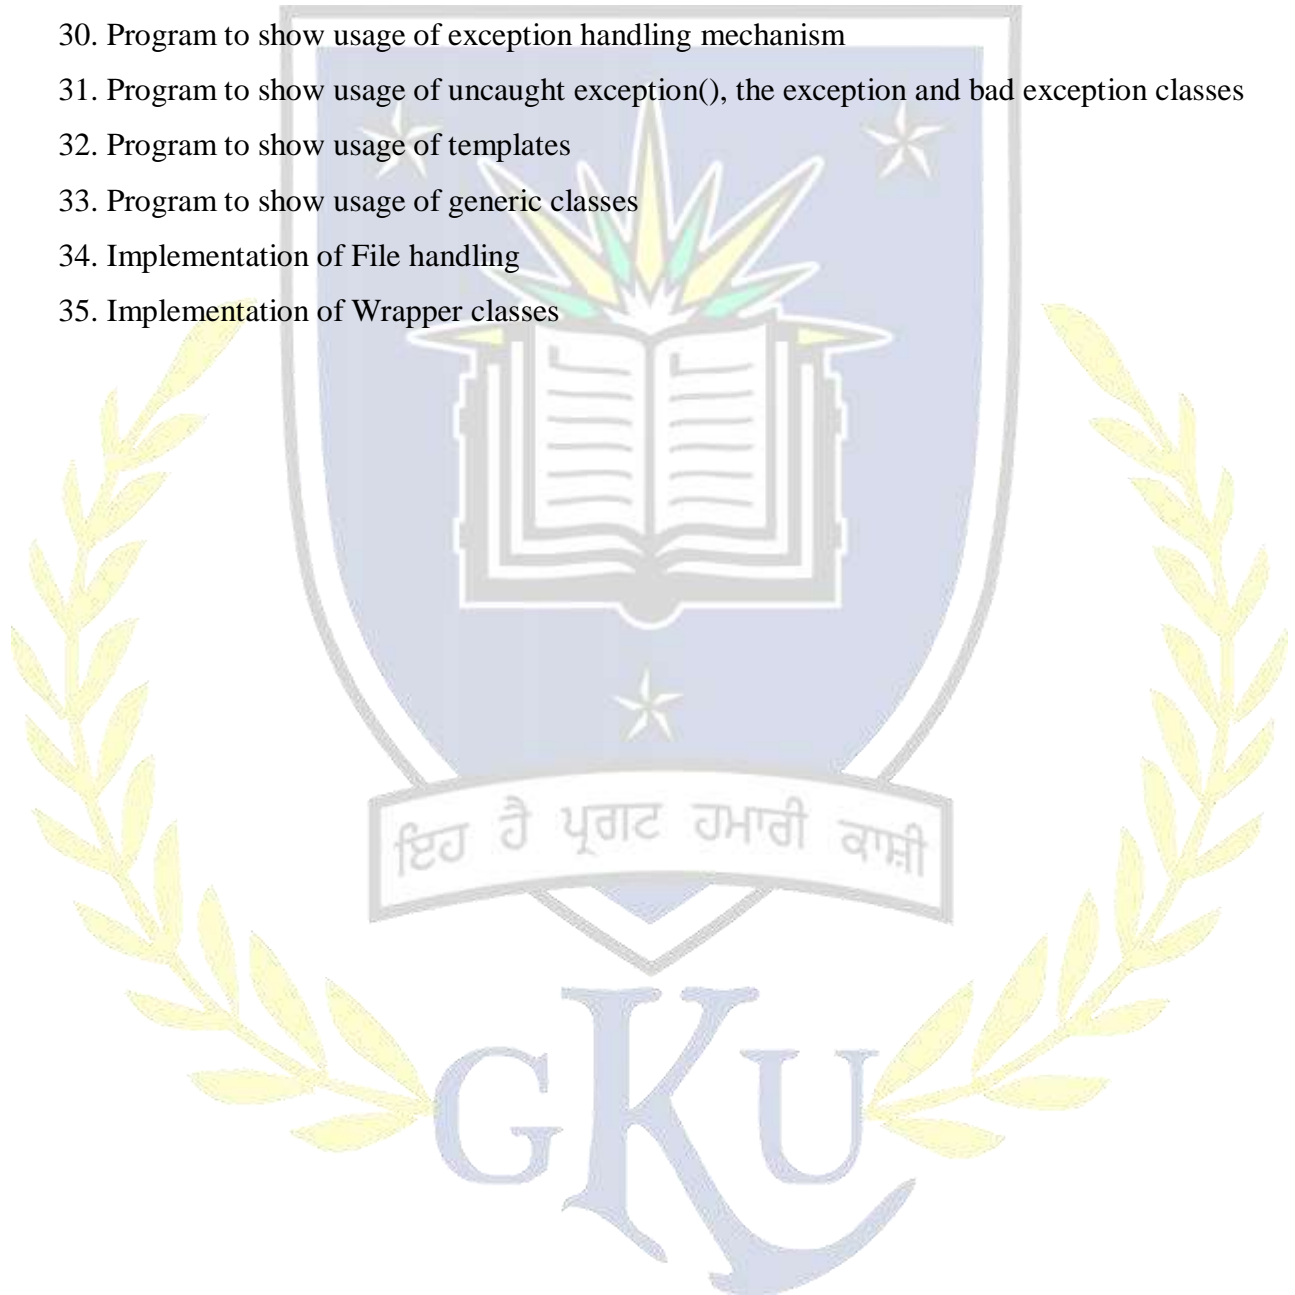 30. Program to show usage of exception handling mechanism
31. Program to show usage of uncaught exception(), the exception and bad exception classes
32. Program to show usage of templates
33. Program to show usage of generic classes
34. Implementation of File handling
35. Implementation of Wrapper classes
ਇਹ ਹੈ ਪ੍ਰਗਟ ਹਮਾਰੀ ਕਾਸ਼ੀ
GKU